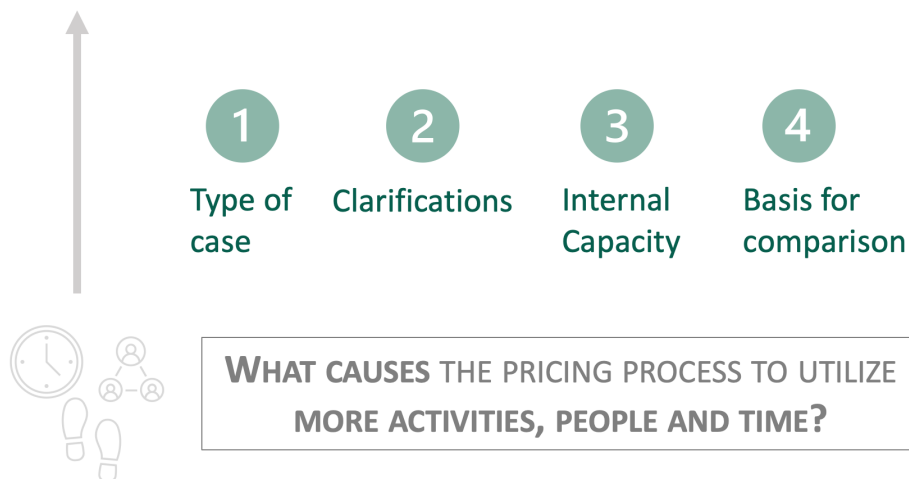 1
2
3
4
Type of case
Clarifications
Internal Capacity
Basis for comparison
WHAT CAUSES THE PRICING PROCESS TO UTILIZE
MORE ACTIVITIES, PEOPLE AND TIME?